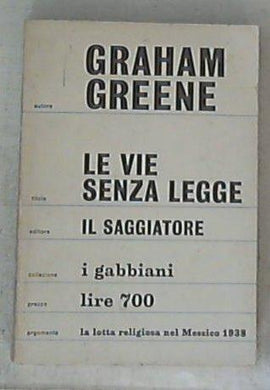 GRAHAM
autore GREENE
LE VIE
titolo SENZA LEGGE
editore IL SAGGIATORE
collezione i gabbiani
prezzo lire 700
argomento la lotta religiosa nel Messico 1938